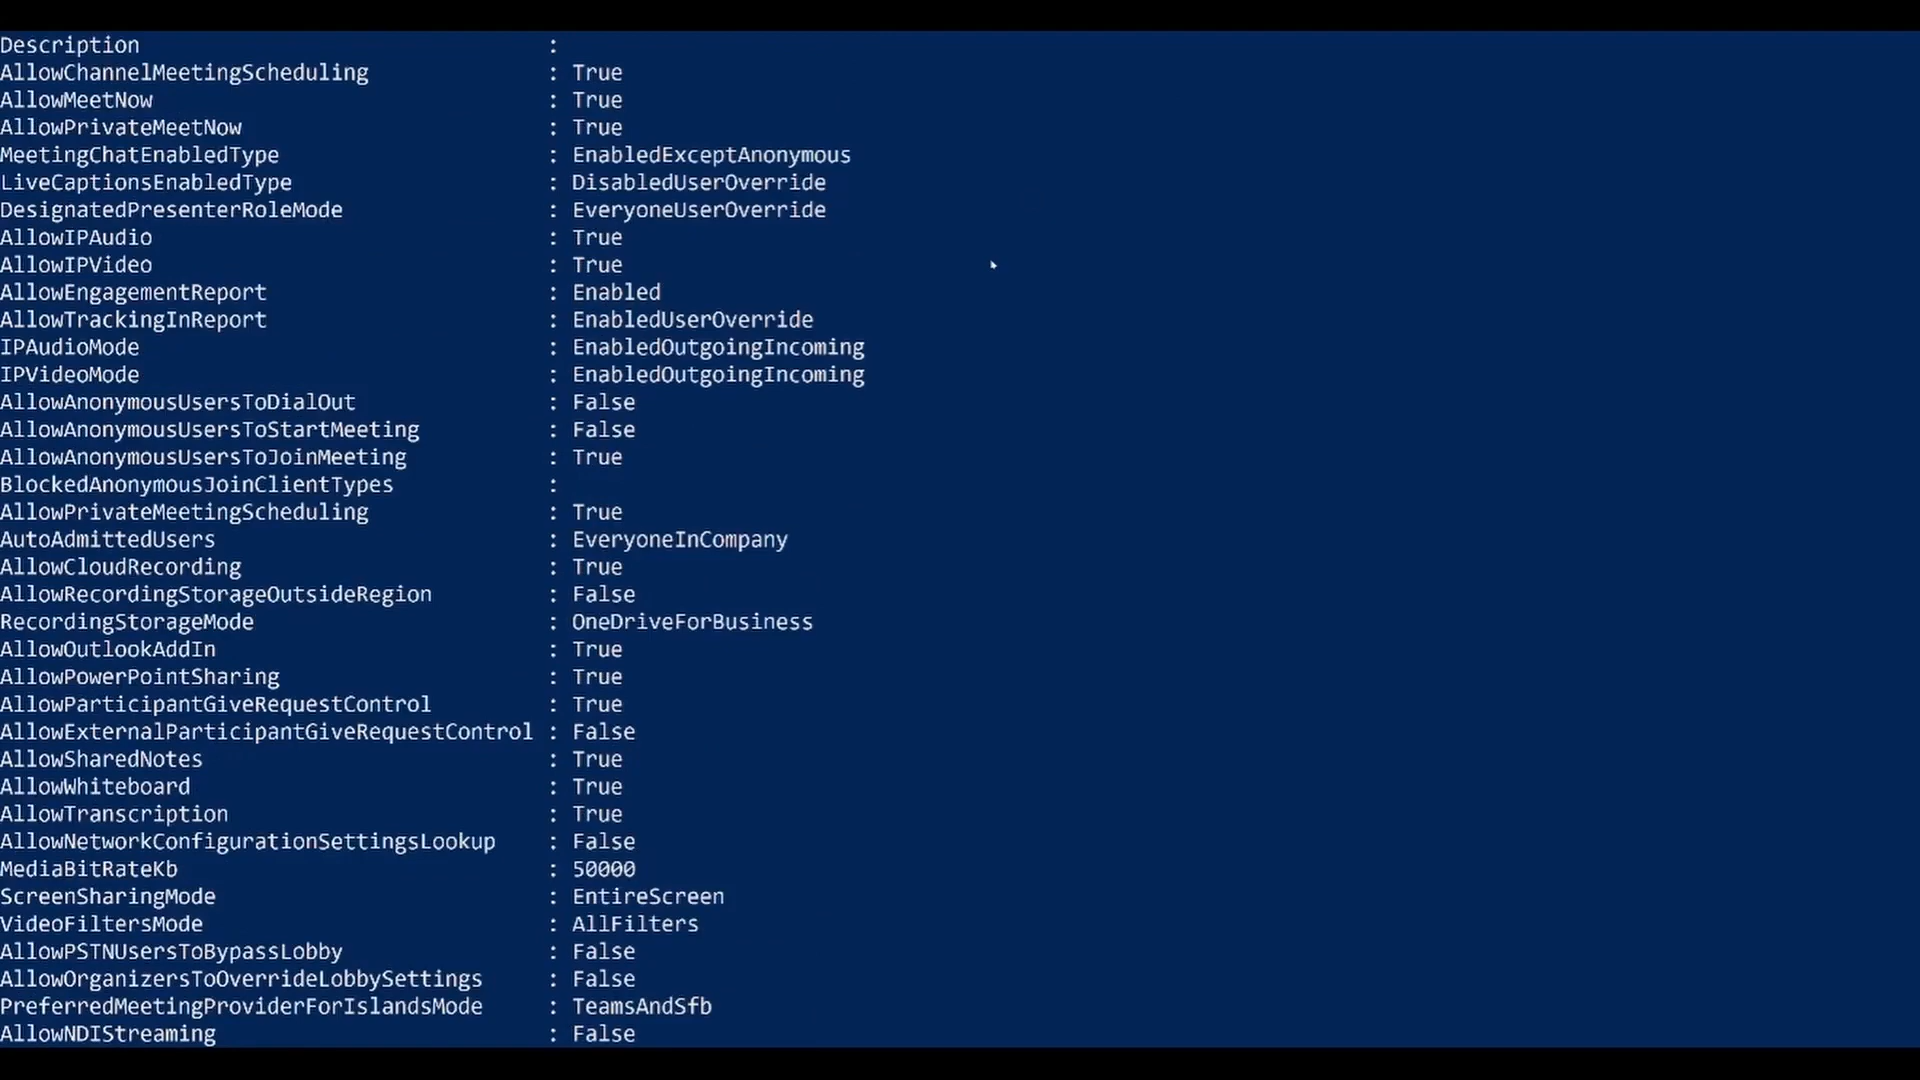 Description                                :
AllowChannelMeetingScheduling              : True
AllowMeetNow                               : True
AllowPrivateMeetNow                        : True
MeetingChatEnabledType                     : EnabledExceptAnonymous
LiveCaptionsEnabledType                    : DisabledUserOverride
DesignatedPresenterRoleMode                : EveryoneUserOverride
AllowIPAudio                               : True
AllowIPVideo                               : True
AllowEngagementReport                      : Enabled
AllowTrackingInReport                      : EnabledUserOverride
IPAudioMode                                : EnabledOutgoingIncoming
IPVideoMode                                : EnabledOutgoingIncoming
AllowAnonymousUsersToDialOut               : False
AllowAnonymousUsersToStartMeeting          : False
AllowAnonymousUsersToJoinMeeting           : True
BlockedAnonymousJoinClientTypes            :
AllowPrivateMeetingScheduling              : True
AutoAdmittedUsers                          : EveryoneInCompany
AllowCloudRecording                        : True
AllowRecordingStorageOutsideRegion         : False
RecordingStorageMode                       : OneDriveForBusiness
AllowOutlookAddIn                          : True
AllowPowerPointSharing                     : True
AllowParticipantGiveRequestControl         : True
AllowExternalParticipantGiveRequestControl : False
AllowSharedNotes                           : True
AllowWhiteboard                            : True
AllowTranscription                         : True
AllowNetworkConfigurationSettingsLookup    : False
MediaBitRateKb                             : 50000
ScreenSharingMode                          : EntireScreen
VideoFiltersMode                           : AllFilters
AllowPSTNUsersToBypassLobby                : False
AllowOrganizersToOverrideLobbySettings     : False
PreferredMeetingProviderForIslandsMode     : TeamsAndSfb
AllowNDIStreaming                          : False